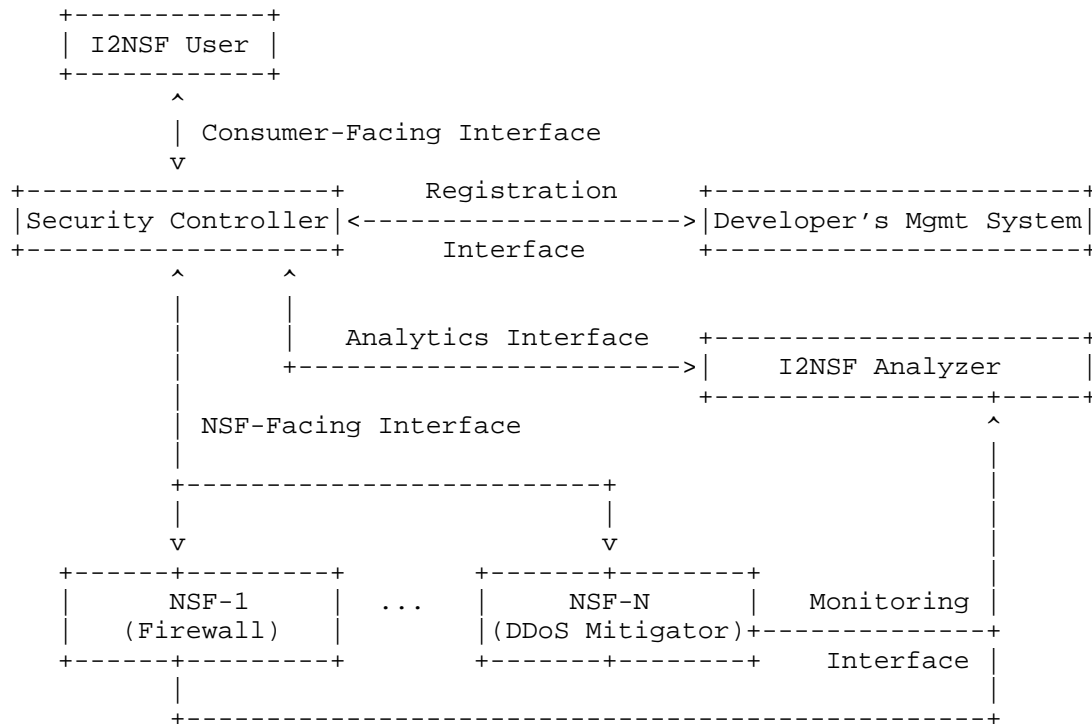 I2NSF User
Consumer-Facing Interface
Registration
Security Controller
Developer's Mgmt System
Interface
Analytics Interface
I2NSF Analyzer
NSF-Facing Interface
NSF-1 ... NSF-N Monitoring
(Firewall) (DDoS Mitigator)
Interface